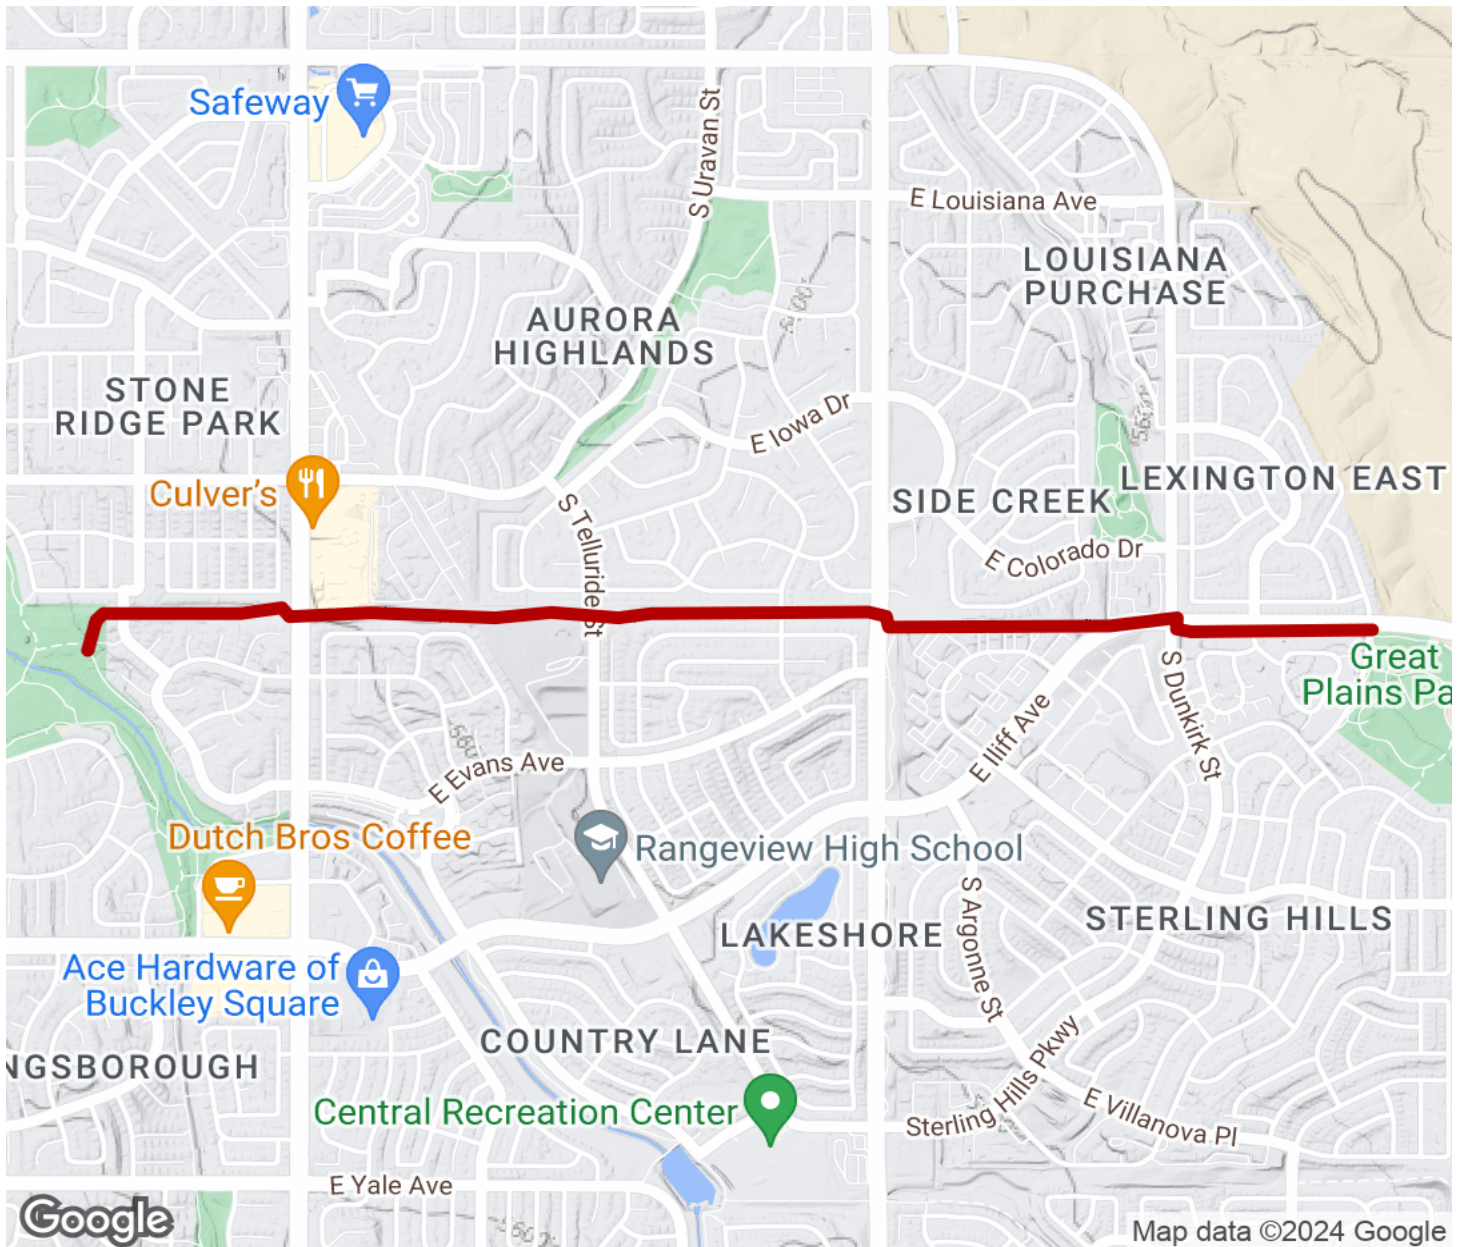 Safeway
S Uravan St
E Louisiana Ave
LOUISIANA
PURCHASE
AURORA
HIGHLANDS
STONE
RIDGE PARK
E Iowa Dr
Culver's
LEXINGTON EAST
SIDE CREEK
S Telluride St
E Colorado Dr
Great
Plains Pa
S Dunkirk St
E Iliff Ave
E Evans Ave
Dutch Bros Coffee
Rangeview High School
S Argonne St
STERLING HILLS
LAKESHORE
Ace Hardware of
Buckley Square
COUNTRY LANE
NGSBOROUGH
Sterling Hills Pkwy
Central Recreation Center
E Villanova Pl
E Yale Ave
Google
Map data ©2024 Google